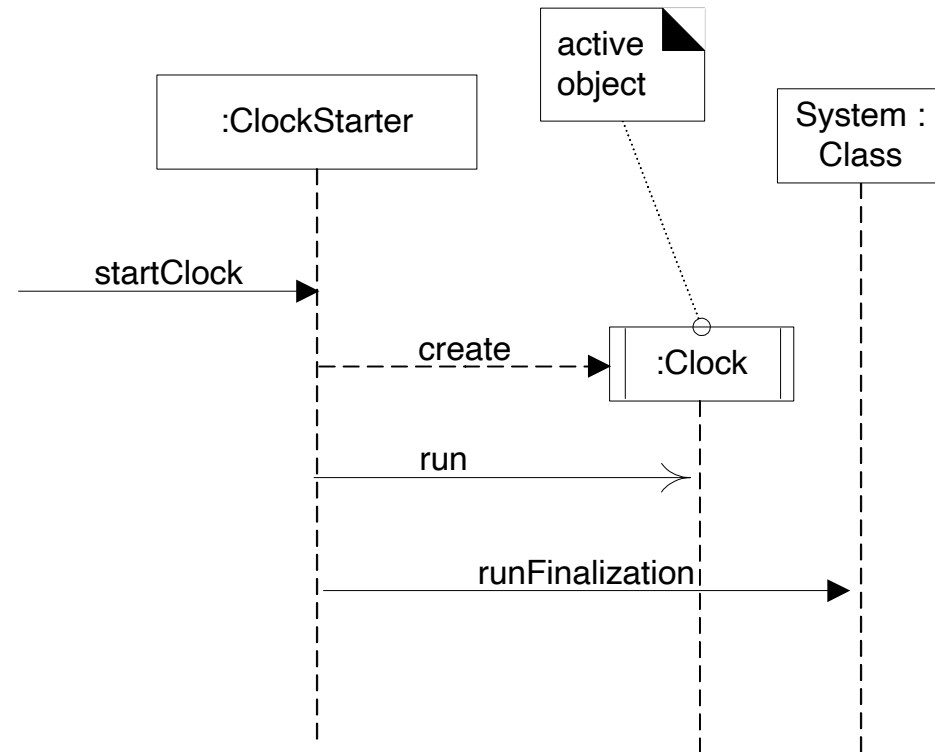 active
object
:ClockStarter
System :
Class
startClock
create
:Clock
run
runFinalization